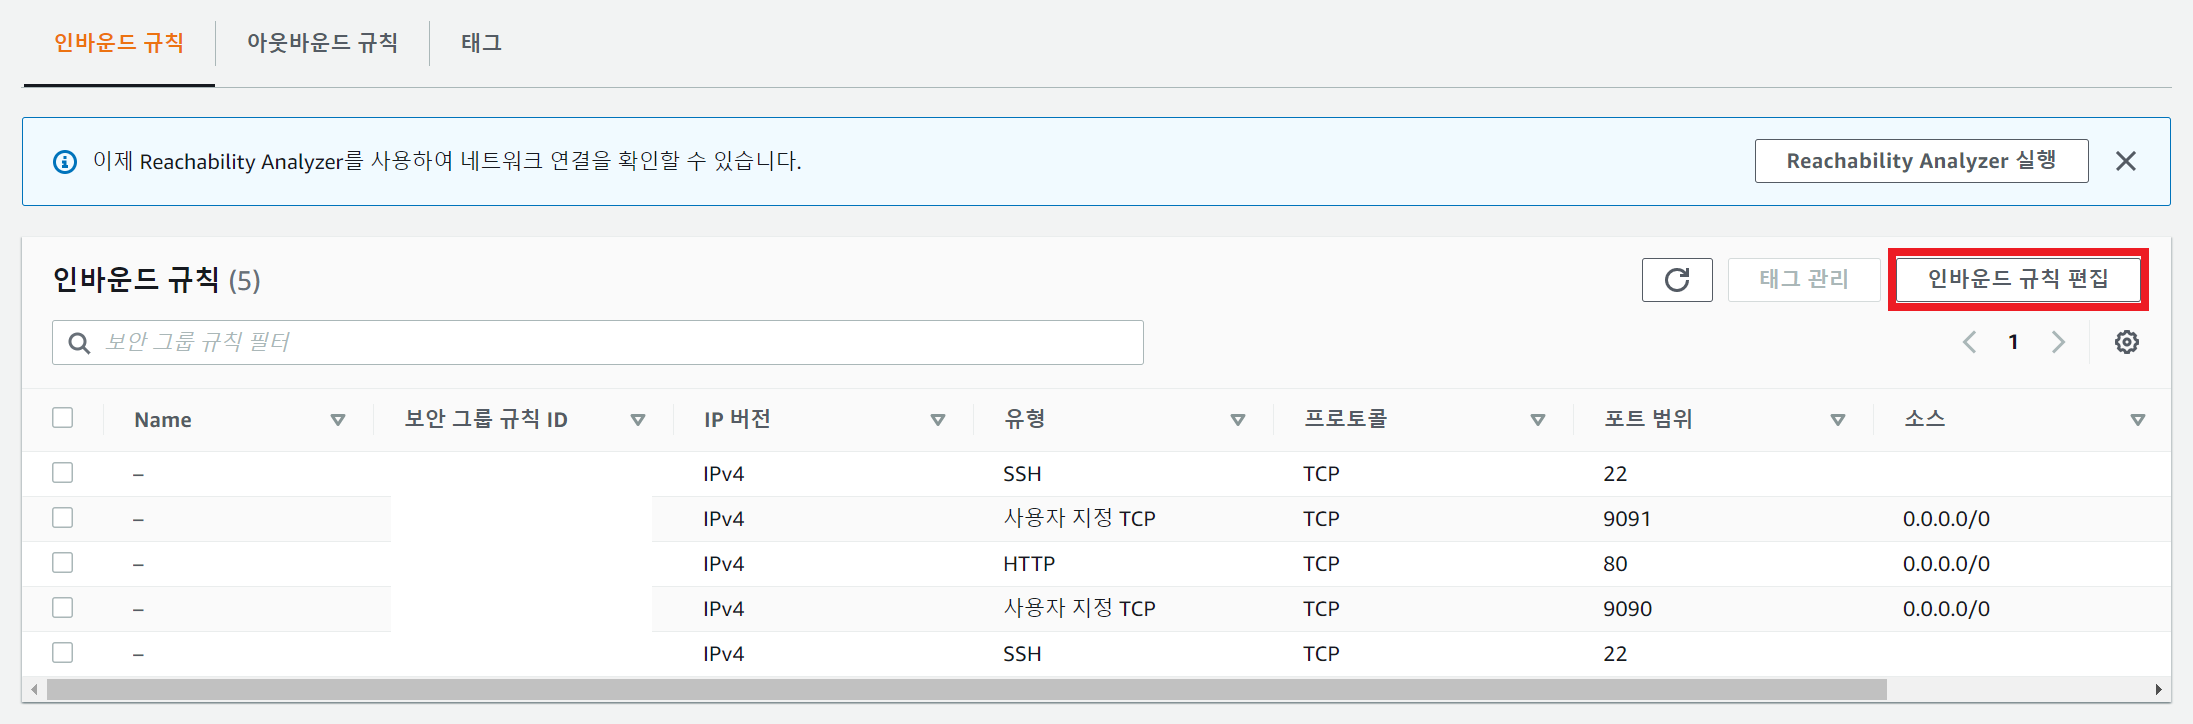 인바운드 규칙 아웃바운드 규칙 태그
이제 Reachability Analyzer를 사용하여 네트워크 연결을 확인할 수 있습니다. Reachability Analyzer 실행
인바운드 규칙 (5) 태그 관리 인바운드 규칙 편집
보안 그룹 규칙 필터 1
Name 보안 그룹 규칙 ID IP 버전 유형 프로토콜 포트 범위 소스
– IPv4 SSH TCP 22
– IPv4 사용자 지정 TCP TCP 9091 0.0.0.0/0
– IPv4 HTTP TCP 80 0.0.0.0/0
– IPv4 사용자 지정 TCP TCP 9090 0.0.0.0/0
– IPv4 SSH TCP 22